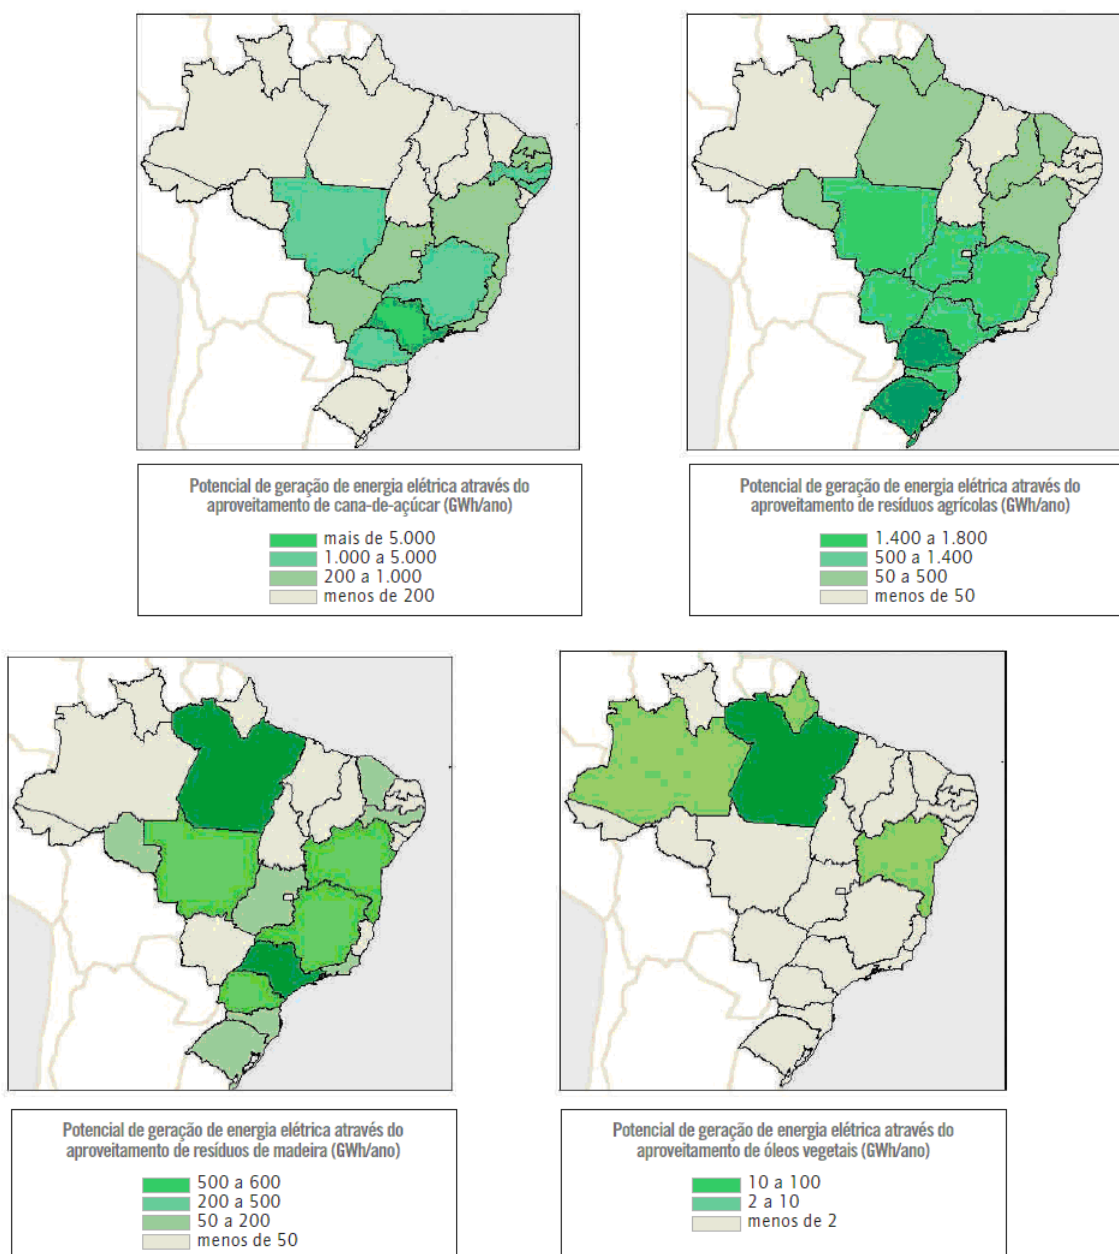 Potencial de geração de energia elétrica através do
aproveitamento de cana-de-açúcar (GWh/ano)
mais de 5.000
1.000 a 5.000
200 a 1.000
menos de 200
Potencial de geração de energia elétrica através do
aproveitamento de resíduos agrícolas (GWh/ano)
1.400 a 1.800
500 a 1.400
50 a 500
menos de 50
Potencial de geração de energia elétrica através do
aproveitamento de resíduos de madeira (GWh/ano)
500 a 600
200 a 500
50 a 200
menos de 50
Potencial de geração de energia elétrica através do
aproveitamento de óleos vegetais (GWh/ano)
10 a 100
2 a 10
menos de 2